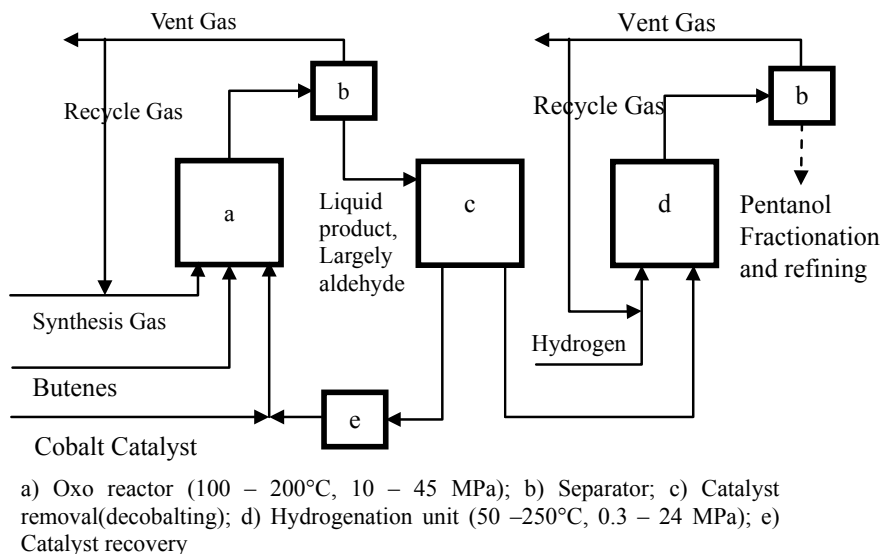 Vent Gas
Vent Gas
b
b
Recycle Gas
Recycle Gas
a
Liquid
product,
Largely
aldehyde
c
d
Pentanol
Fractionation
and refining
Synthesis Gas
Hydrogen
Butenes
e
Cobalt Catalyst
a) Oxo reactor (100 – 200°C, 10 – 45 MPa); b) Separator; c) Catalyst
removal(decobalting); d) Hydrogenation unit (50 –250°C, 0.3 – 24 MPa); e)
Catalyst recovery